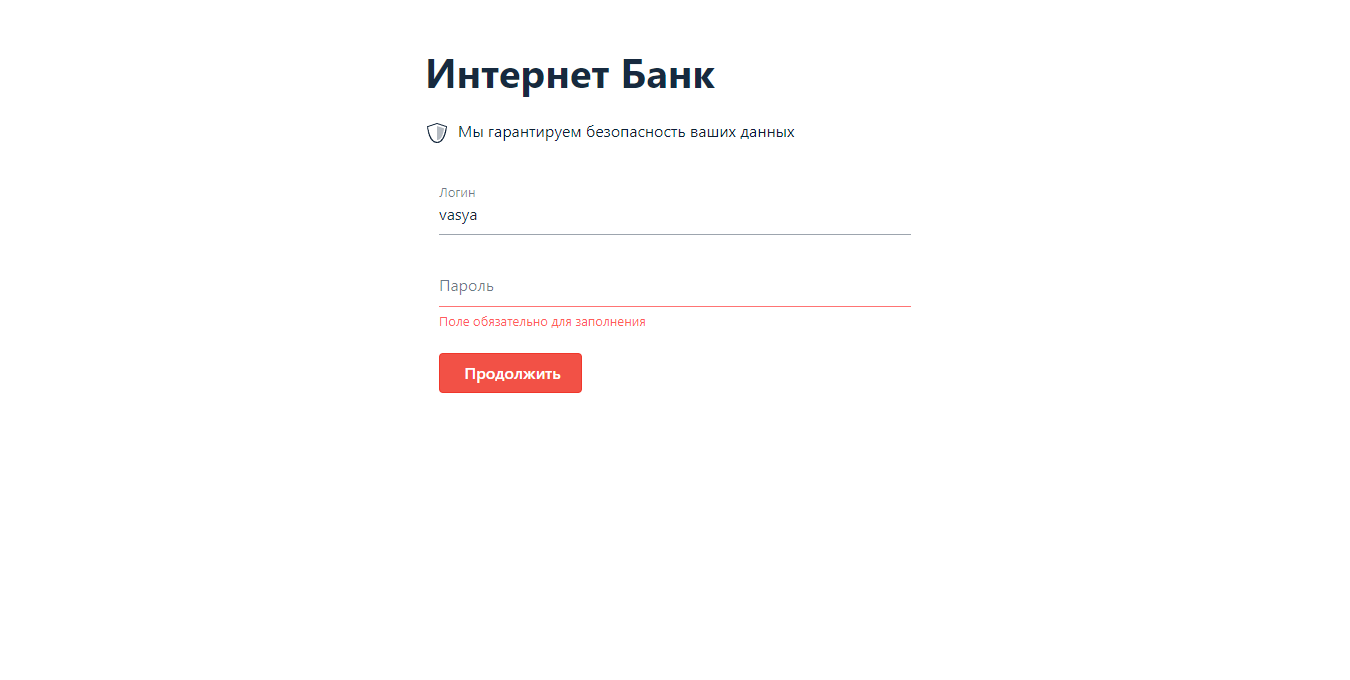 Интернет Банк
Мы гарантируем безопасность ваших данных
Логин
vasya
Пароль
Поле обязательно для заполнения
Продолжить